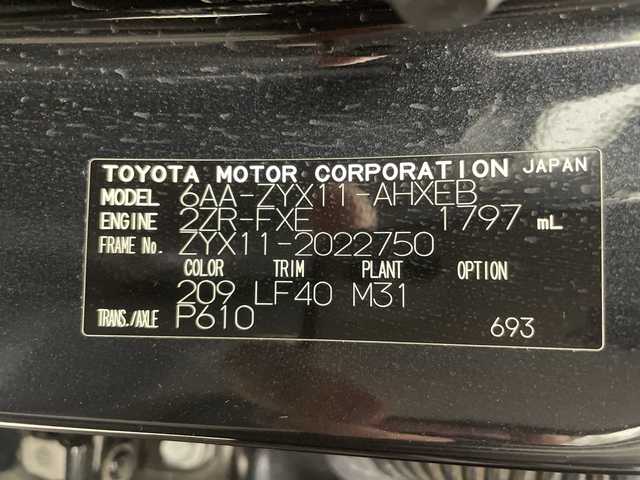 TOYOTA MOTOR CORPORATION JAPAN
MODEL 6AA-ZYX11-AHXEB
ENGINE 2ZR-FXE 1797 mL
FRAME No. ZYX11-2022750
COLOR TRIM PLANT OPTION
209 LF40 M31
TRANS./AXLE P610
693